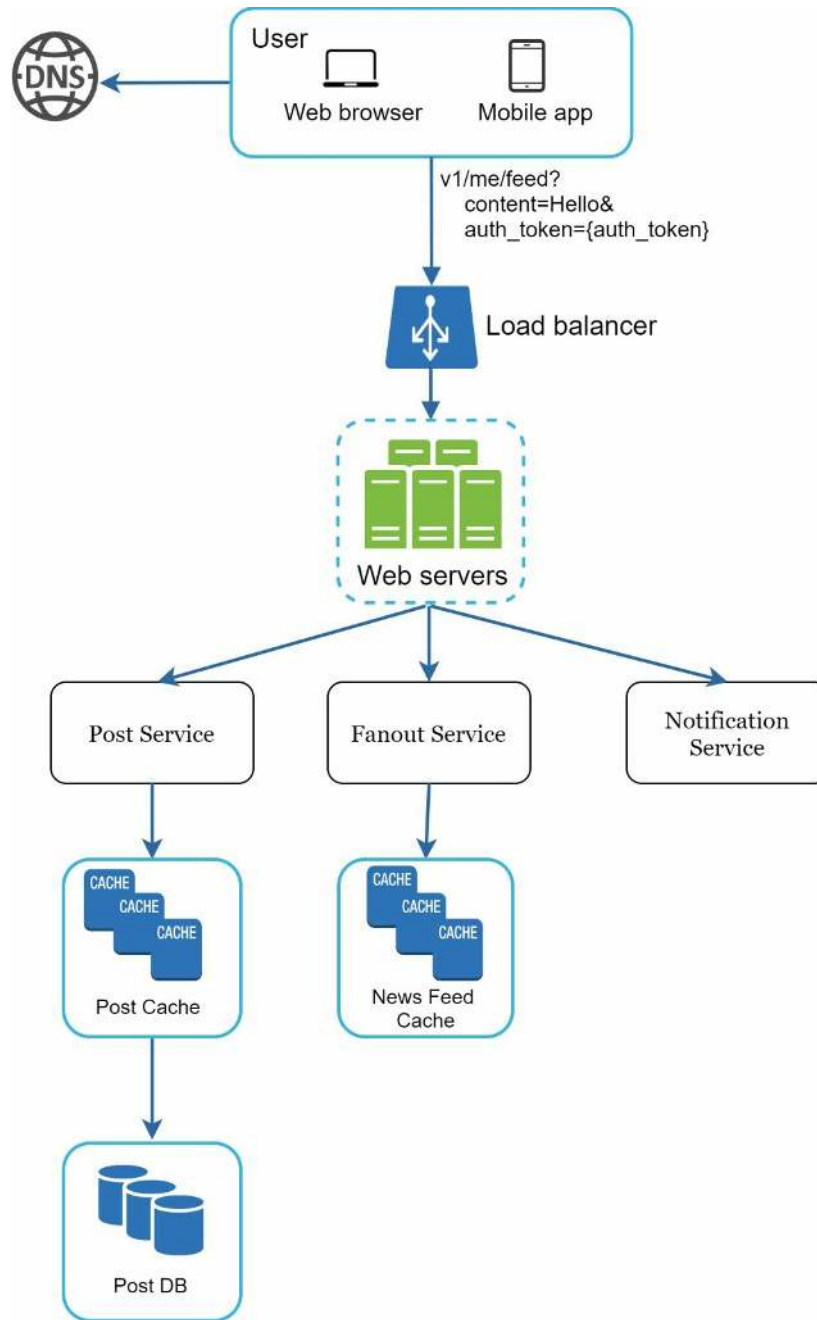 User
DNS
Web browser
Mobile app
v1/me/feed?
content=Hello&
auth_token={auth_token}
Load balancer
Web servers
Post Service
Fanout Service
Notification
Service
CACHE
CACHE
CACHE
Post Cache
CACHE
CACHE
CACHE
News Feed
Cache
Post DB